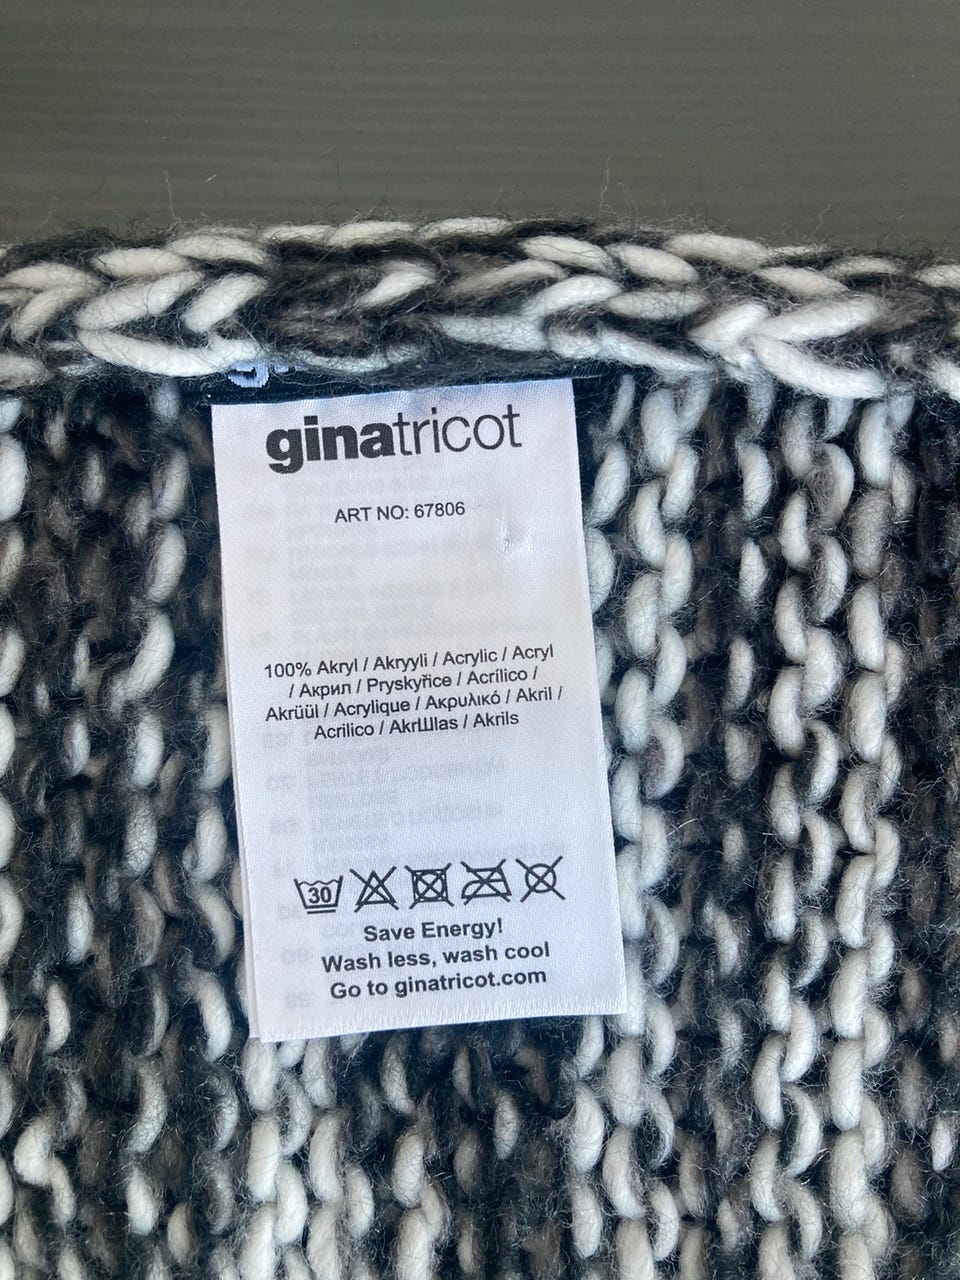 ginatricot
ART NO: 67806
100% Akryl / Akryyli / Acrylic / Acryl
/ Акрил / Pryskyřice / Acrílico /
Akrüül / Acrylique / Ακρυλικό / Akril /
Acrilico / AkrШlas / Akrils
30
Save Energy!
Wash less, wash cool
Go to ginatricot.com